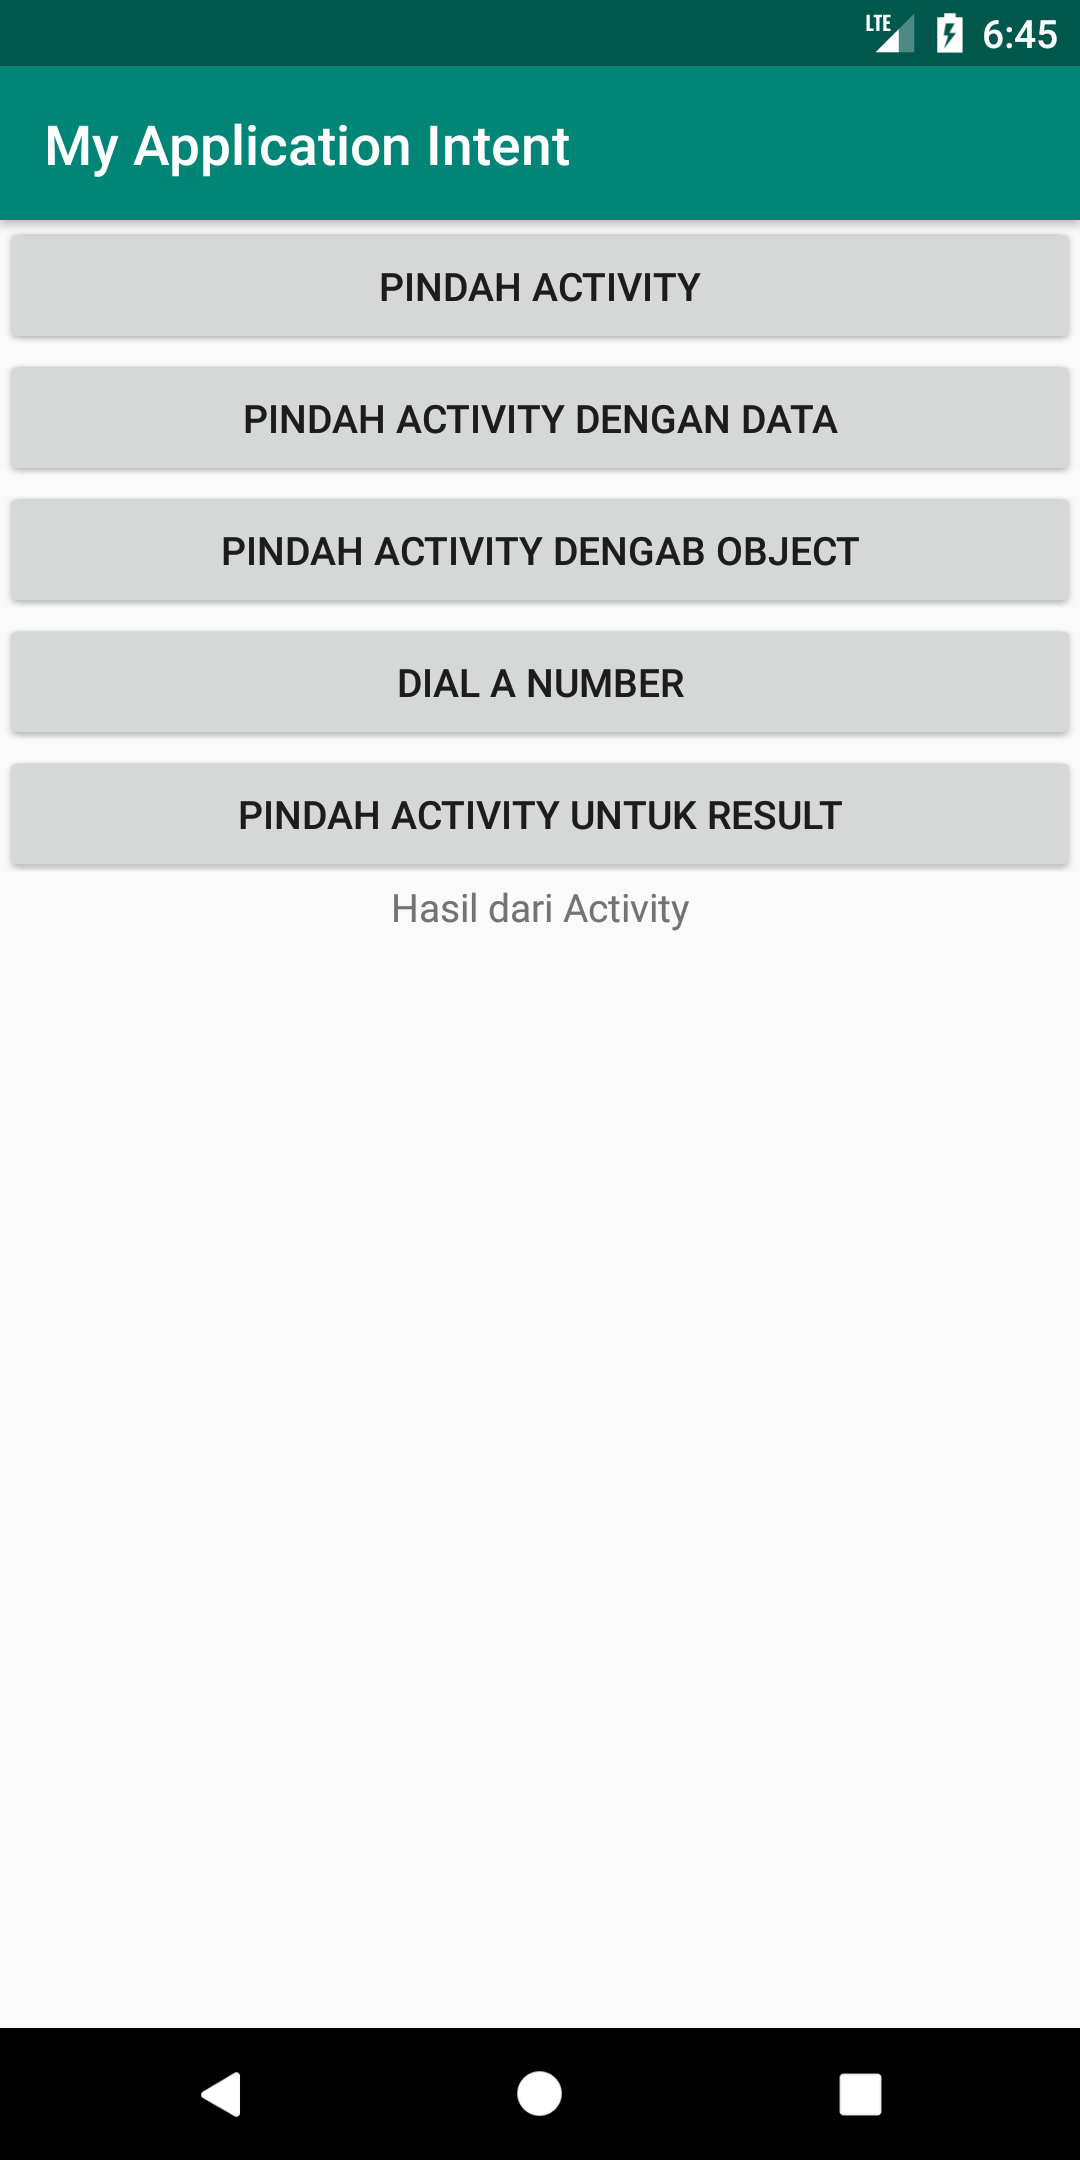 LTE 6:45
My Application Intent
PINDAH ACTIVITY
PINDAH ACTIVITY DENGAN DATA
PINDAH ACTIVITY DENGAB OBJECT
DIAL A NUMBER
PINDAH ACTIVITY UNTUK RESULT
Hasil dari Activity